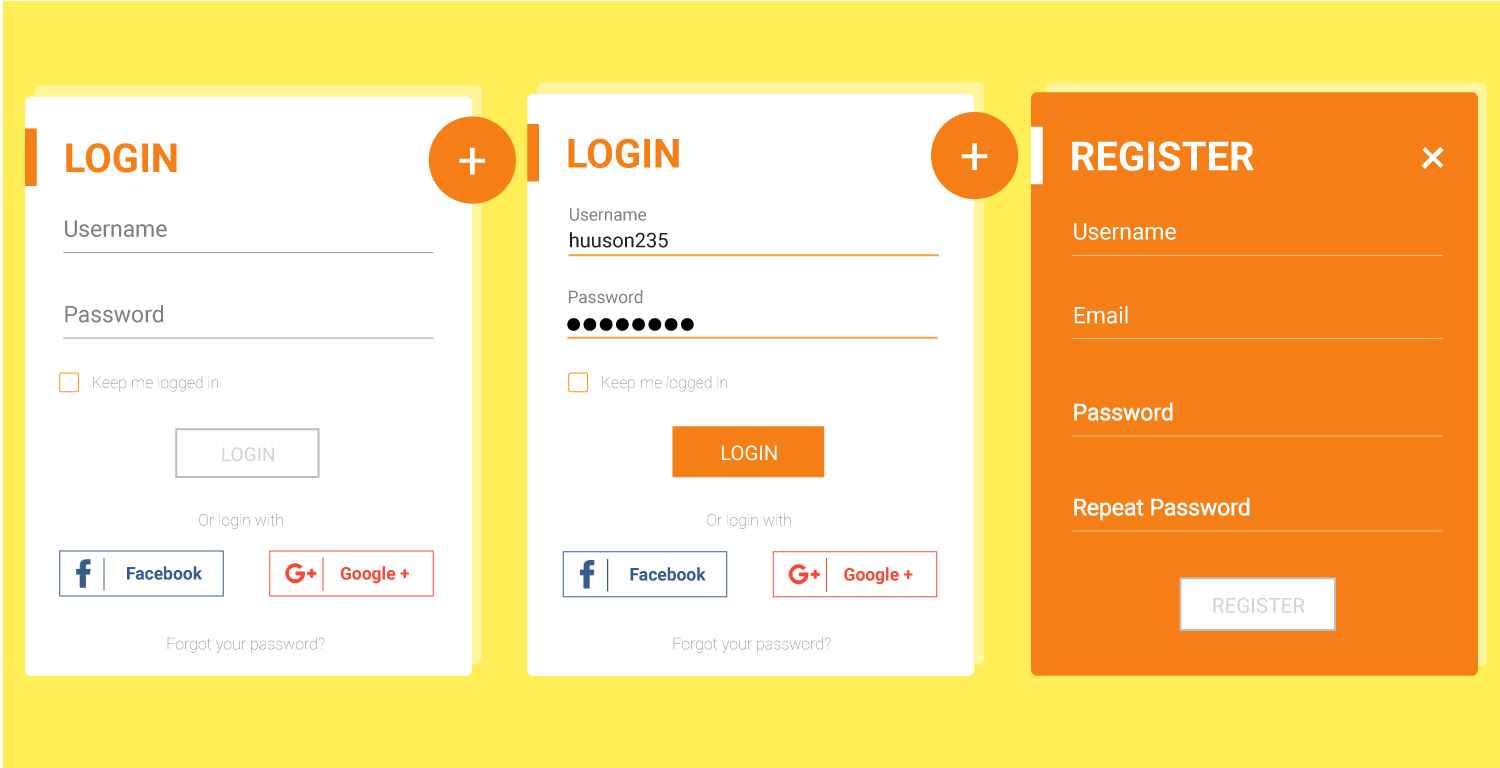 LOGIN
+
Username
Password
Keep me logged in
LOGIN
Or login with
f Facebook
G+ Google +
Forgot your password?
LOGIN
+
Username
huuson235
Password
●●●●●●●●
Keep me logged in
LOGIN
Or login with
f Facebook
G+ Google +
Forgot your password?
REGISTER ×
Username
Email
Password
Repeat Password
REGISTER